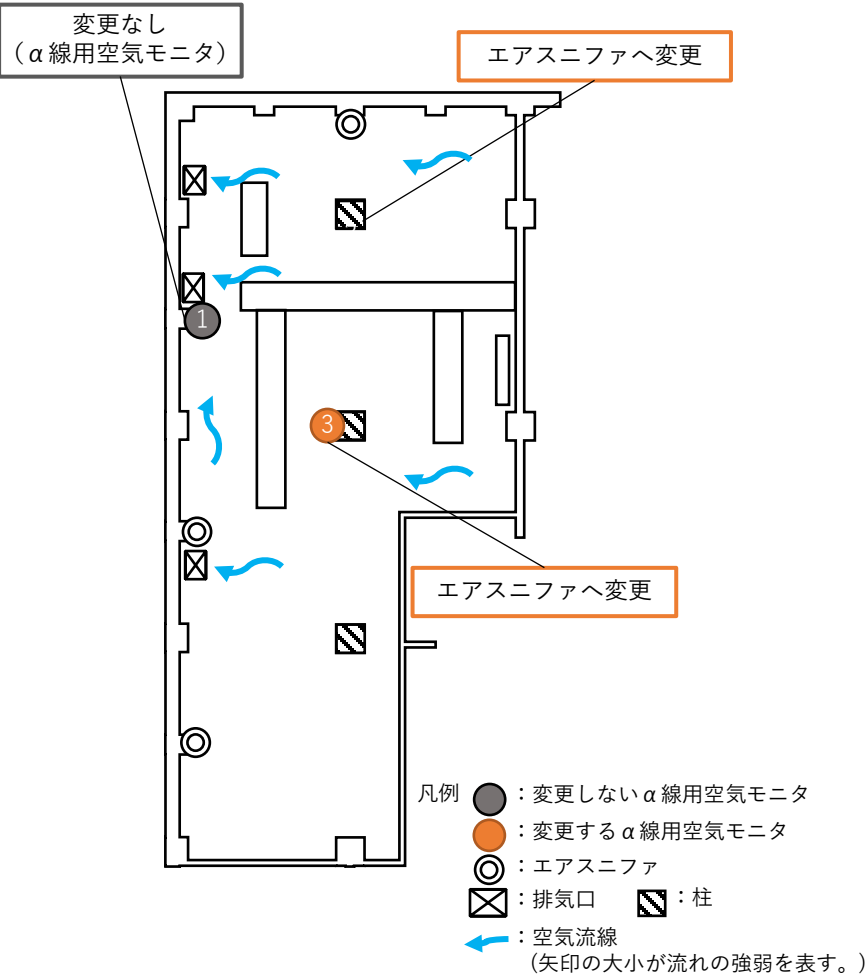 変更なし
(α線用空気モニタ)
エアスニファへ変更
1
3
エアスニファへ変更
凡例
:変更しないα線用空気モニタ
:変更するα線用空気モニタ
:エアスニファ
:排気口 :柱
:空気流線
(矢印の大小が流れの強弱を表す。)